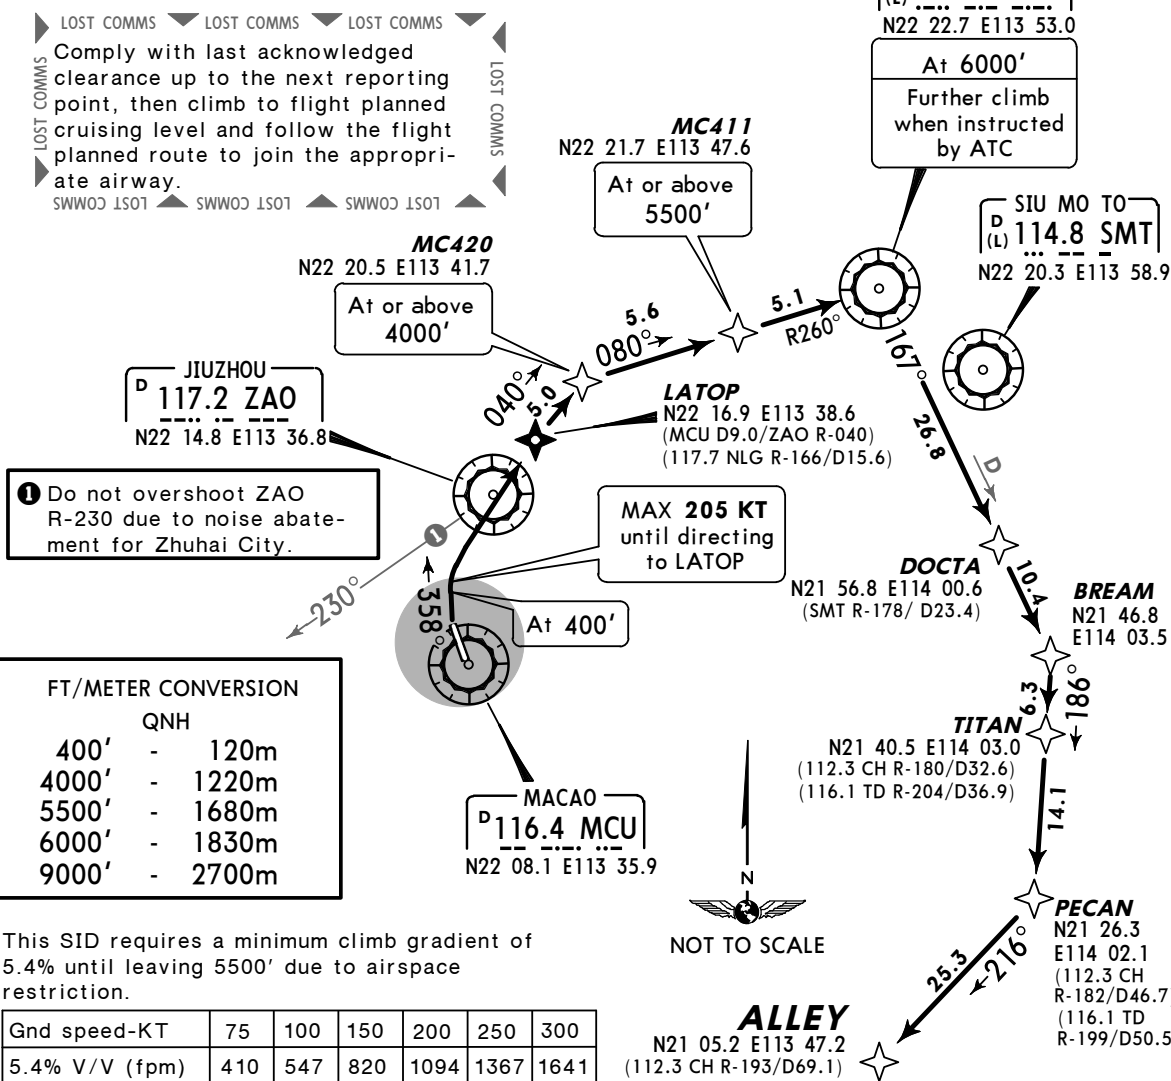 LOST COMMS LOST COMMS LOST COMMS
LOST COMMS
LOST COMMS
Comply with last acknowledged
clearance up to the next reporting
point, then climb to flight planned
cruising level and follow the flight
planned route to join the appropri-
ate airway.
LOST COMMS LOST COMMS LOST COMMS
N22 22.7 E113 53.0
At 6000'
Further climb
when instructed
by ATC
MC411
N22 21.7 E113 47.6
At or above
5500'
SIU MO TO
D
(L) 114.8 SMT
N22 20.3 E113 58.9
MC420
N22 20.5 E113 41.7
At or above
4000'
5.6
080°
5.1
R260°
167°
26.8
D
JIUZHOU
D 117.2 ZAO
N22 14.8 E113 36.8
040°
5.0
LATOP
N22 16.9 E113 38.6
(MCU D9.0/ZAO R-040)
(117.7 NLG R-166/D15.6)
1 Do not overshoot ZAO
R-230 due to noise abate-
ment for Zhuhai City.
1
230°
358°
MAX 205 KT
until directing
to LATOP
At 400'
DOCTA
N21 56.8 E114 00.6
(SMT R-178/ D23.4)
10.4
BREAM
N21 46.8
E114 03.5
6.3
186°
TITAN
N21 40.5 E114 03.0
(112.3 CH R-180/D32.6)
(116.1 TD R-204/D36.9)
14.1
FT/METER CONVERSION
QNH
400' - 120m
4000' - 1220m
5500' - 1680m
6000' - 1830m
9000' - 2700m
MACAO
D 116.4 MCU
N22 08.1 E113 35.9
N
NOT TO SCALE
PECAN
N21 26.3
E114 02.1
(112.3 CH
R-182/D46.7
(116.1 TD
R-199/D50.5
25.3
216°
ALLEY
N21 05.2 E113 47.2
(112.3 CH R-193/D69.1)
This SID requires a minimum climb gradient of
5.4% until leaving 5500' due to airspace
restriction.
Gnd speed-KT 75 100 150 200 250 300
5.4% V/V (fpm) 410 547 820 1094 1367 1641